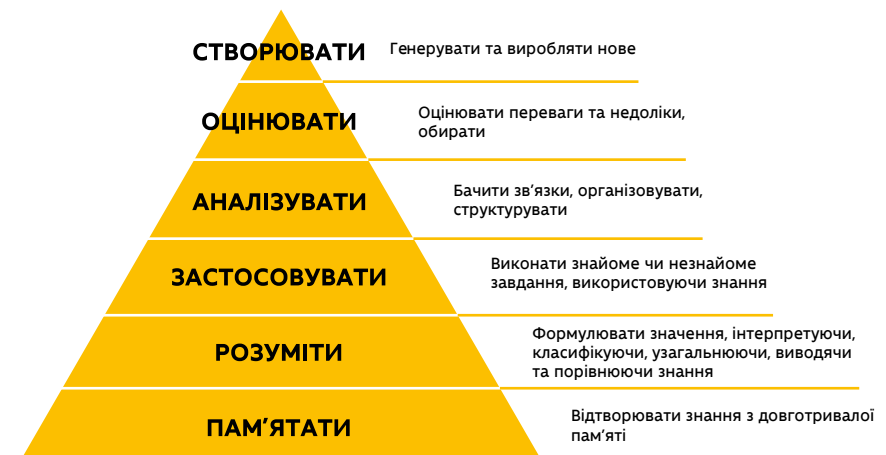 СТВОРЮВАТИ
Генерувати та виробляти нове
ОЦІНЮВАТИ
Оцінювати переваги та недоліки,
обирати
АНАЛІЗУВАТИ
Бачити зв’язки, організовувати,
структурувати
ЗАСТОСОВУВАТИ
Виконати знайоме чи незнайоме
завдання, використовуючи знання
РОЗУМІТИ
Формулювати значення, інтерпретуючи,
класифікуючи, узагальнюючи, виводячи
та порівнюючи знання
ПАМ’ЯТАТИ
Відтворювати знання з довготривалої
пам’яті